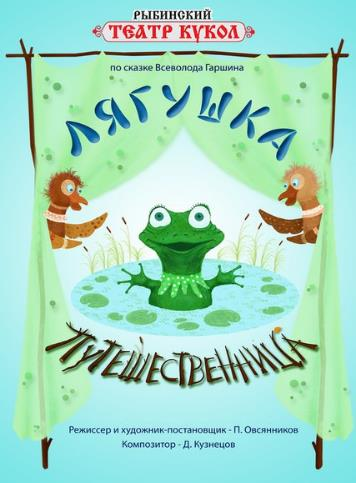 РЫБИНСКИЙ
ТЕАТР КУКОЛ
по сказке Всеволода Гаршина
ЛЯГУШКА
ПУТЕШЕСТВЕННИЦА
Режиссер и художник-постановщик - П. Овсянников
Композитор - Д. Кузнецов